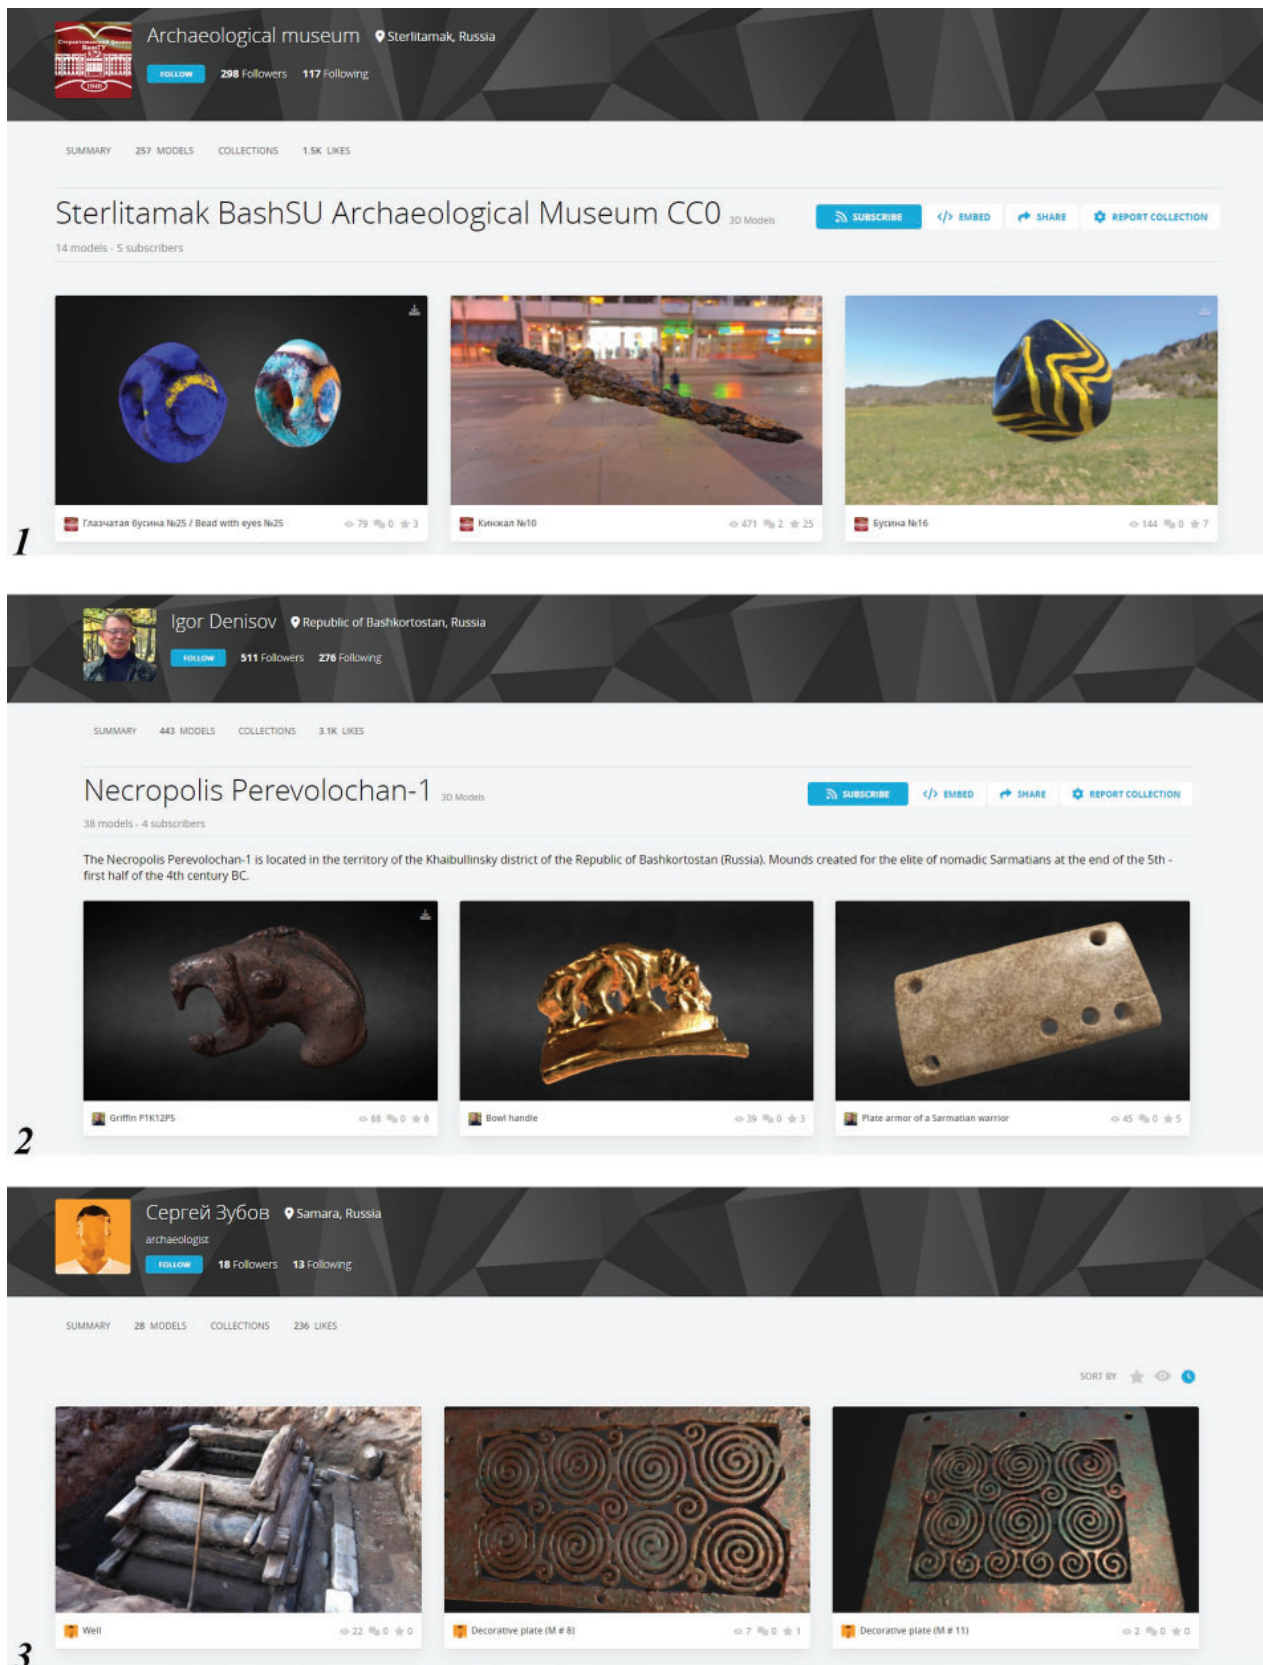 Archaeological museum Sterlitamak, Russia
FOLLOW 298 Followers 117 Following
SUMMARY 257 MODELS COLLECTIONS 1.5K LIKES
Sterlitamak BashSU Archaeological Museum CC0 3D Models SUBSCRIBE </> EMBED SHARE REPORT COLLECTION
14 models - 5 subscribers
Глазчатая бусина №25 / Bead with eyes №25 79 0 3
Кинжал №10 471 2 25
Бусина №16 144 0 7
1
Igor Denisov Republic of Bashkortostan, Russia
FOLLOW 511 Followers 276 Following
SUMMARY 443 MODELS COLLECTIONS 3.1K LIKES
Necropolis Perevolochan-1 3D Models SUBSCRIBE </> EMBED SHARE REPORT COLLECTION
38 models - 4 subscribers
The Necropolis Perevolochan-1 is located in the territory of the Khaibullinsky district of the Republic of Bashkortostan (Russia). Mounds created for the elite of nomadic Sarmatians at the end of the 5th -
first half of the 4th century BC.
Griffin P1K12P5 88 0 8
Bowl handle 39 0 3
Plate armor of a Sarmatian warrior 45 0 5
2
Сергей Зубов Samara, Russia
archaeologist
FOLLOW 18 Followers 13 Following
SUMMARY 28 MODELS COLLECTIONS 236 LIKES
SORT BY
Well 22 0 0
Decorative plate (M # 8) 7 0 1
Decorative plate (M # 11) 2 0 0
3